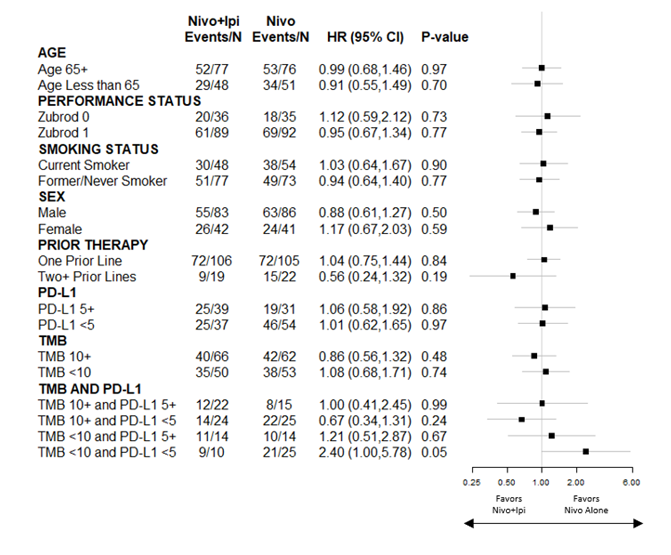 Nivo+Ipi Nivo
Events/N Events/N HR (95% CI) P-value
AGE
Age 65+ 52/77 53/76 0.99 (0.68,1.46) 0.97
Age Less than 65 29/48 34/51 0.91 (0.55,1.49) 0.70
PERFORMANCE STATUS
Zubrod 0 20/36 18/35 1.12 (0.59,2.12) 0.73
Zubrod 1 61/89 69/92 0.95 (0.67,1.34) 0.77
SMOKING STATUS
Current Smoker 30/48 38/54 1.03 (0.64,1.67) 0.90
Former/Never Smoker 51/77 49/73 0.94 (0.64,1.40) 0.77
SEX
Male 55/83 63/86 0.88 (0.61,1.27) 0.50
Female 26/42 24/41 1.17 (0.67,2.03) 0.59
PRIOR THERAPY
One Prior Line 72/106 72/105 1.04 (0.75,1.44) 0.84
Two+ Prior Lines 9/19 15/22 0.56 (0.24,1.32) 0.19
PD-L1
PD-L1 5+ 25/39 19/31 1.06 (0.58,1.92) 0.86
PD-L1 <5 25/37 46/54 1.01 (0.62,1.65) 0.97
TMB
TMB 10+ 40/66 42/62 0.86 (0.56,1.32) 0.48
TMB <10 35/50 38/53 1.08 (0.68,1.71) 0.74
TMB AND PD-L1
TMB 10+ and PD-L1 5+ 12/22 8/15 1.00 (0.41,2.45) 0.99
TMB 10+ and PD-L1 <5 14/24 22/25 0.67 (0.34,1.31) 0.24
TMB <10 and PD-L1 5+ 11/14 10/14 1.21 (0.51,2.87) 0.67
TMB <10 and PD-L1 <5 9/10 21/25 2.40 (1.00,5.78) 0.05
0.25 0.50 1.00 2.00 6.00
Favors Favors
Nivo+Ipi Nivo Alone